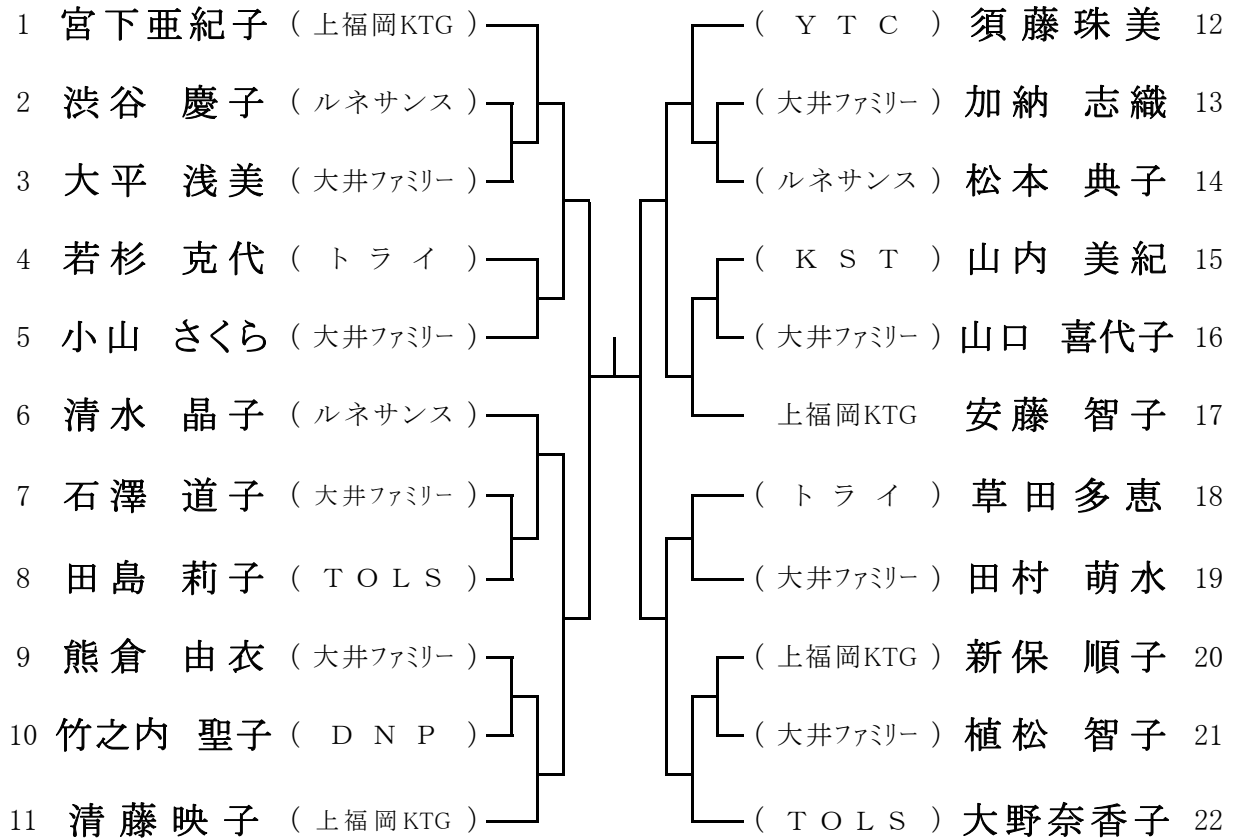 1 宮下亜紀子 ( 上福岡KTG )
2 渋谷 慶子 ( ルネサンス )
3 大平 浅美 ( 大井ファミリー )
4 若杉 克代 ( トライ )
5 小山 さくら ( 大井ファミリー )
6 清水 晶子 ( ルネサンス )
7 石澤 道子 ( 大井ファミリー )
8 田島 莉子 ( TOLS )
9 熊倉 由衣 ( 大井ファミリー )
10 竹之内 聖子 ( DNP )
11 清藤映子 ( 上福岡KTG )
( YTC ) 須藤珠美 12
( 大井ファミリー ) 加納 志織 13
( ルネサンス ) 松本 典子 14
( KST ) 山内 美紀 15
( 大井ファミリー ) 山口 喜代子 16
上福岡KTG 安藤 智子 17
( トライ ) 草田多恵 18
( 大井ファミリー ) 田村 萌水 19
( 上福岡KTG ) 新保 順子 20
( 大井ファミリー ) 植松 智子 21
( TOLS ) 大野奈香子 22